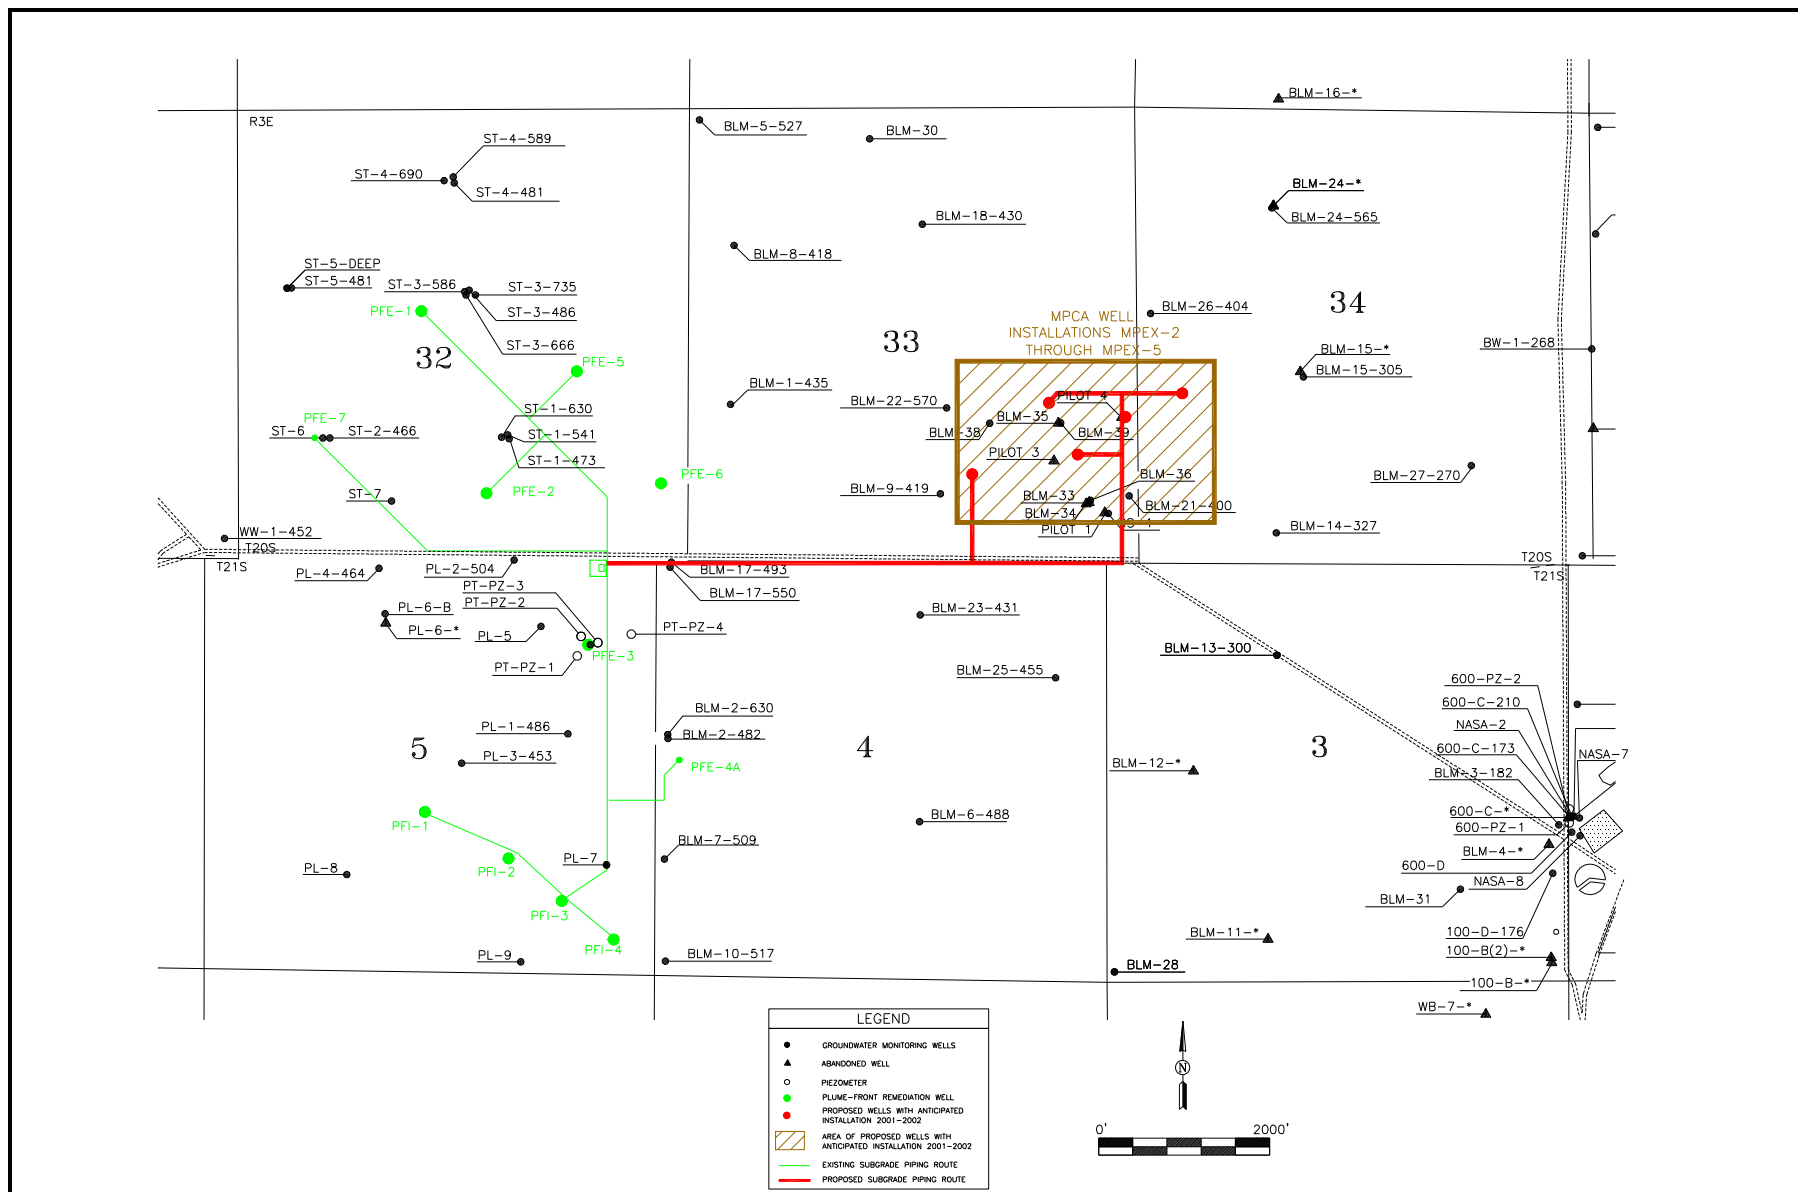 BLM-16-*
R3E
BLM-5-527
BLM-30
ST-4-589
ST-4-690
ST-4-481
BLM-24-*
BLM-24-565
BLM-18-430
BLM-8-418
ST-5-DEEP
ST-5-481
ST-3-586
ST-3-735
ST-3-486
ST-3-666
PFE-1
32
33
34
BLM-26-404
MPCA WELL
INSTALLATIONS MPEX-2
THROUGH MPEX-5
BW-1-268
BLM-15-*
BLM-15-305
PFE-5
BLM-1-435
BLM-22-570
PILOT 4
BLM-35
BLM-38
BLM-39
PFE-7
ST-6
ST-2-466
ST-1-630
ST-1-541
ST-1-473
PILOT 3
PFE-6
PFE-2
ST-7
BLM-9-419
BLM-36
BLM-33
BLM-34
BLM-21-400
PILOT 1
BLM-27-270
BLM-14-327
WW-1-452
T20S
T21S
T20S
T21S
PL-4-464
PL-2-504
PT-PZ-3
PT-PZ-2
BLM-17-493
BLM-17-550
PL-6-B
PL-6-*
PL-5
PT-PZ-4
PFE-3
PT-PZ-1
BLM-23-431
BLM-25-455
BLM-13-300
600-PZ-2
600-C-210
NASA-2
600-C-173
NASA-7
BLM-3-182
600-C-*
600-PZ-1
BLM-4-*
600-D
NASA-8
BLM-31
BLM-2-630
BLM-2-482
PL-1-486
PL-3-453
5
4
3
PFE-4A
BLM-12-*
PFI-1
BLM-6-488
BLM-7-509
PL-7
PFI-2
PL-8
PFI-3
PFI-4
PL-9
BLM-10-517
BLM-11-*
BLM-28
100-D-176
100-B(2)-*
100-B-*
WB-7-*
LEGEND
GROUNDWATER MONITORING WELLS
ABANDONED WELL
PIEZOMETER
PLUME-FRONT REMEDIATION WELL
PROPOSED WELLS WITH ANTICIPATED
INSTALLATION 2001-2002
AREA OF PROPOSED WELLS WITH
ANTICIPATED INSTALLATION 2001-2002
EXISTING SUBGRADE PIPING ROUTE
PROPOSED SUBGRADE PIPING ROUTE
N
0'
2000'